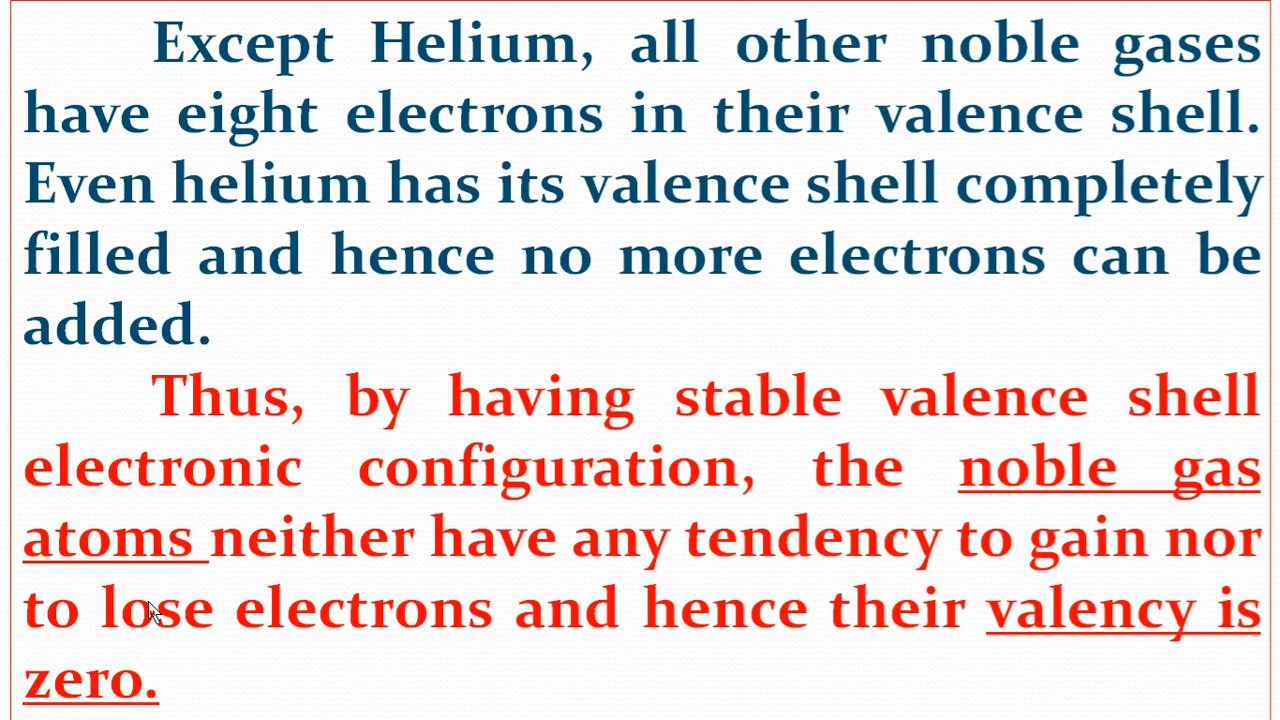 Except Helium, all other noble gases
have eight electrons in their valence shell.
Even helium has its valence shell completely
filled and hence no more electrons can be
added.
Thus, by having stable valence shell
electronic configuration, the noble gas
atoms neither have any tendency to gain nor
to lose electrons and hence their valency is
zero.